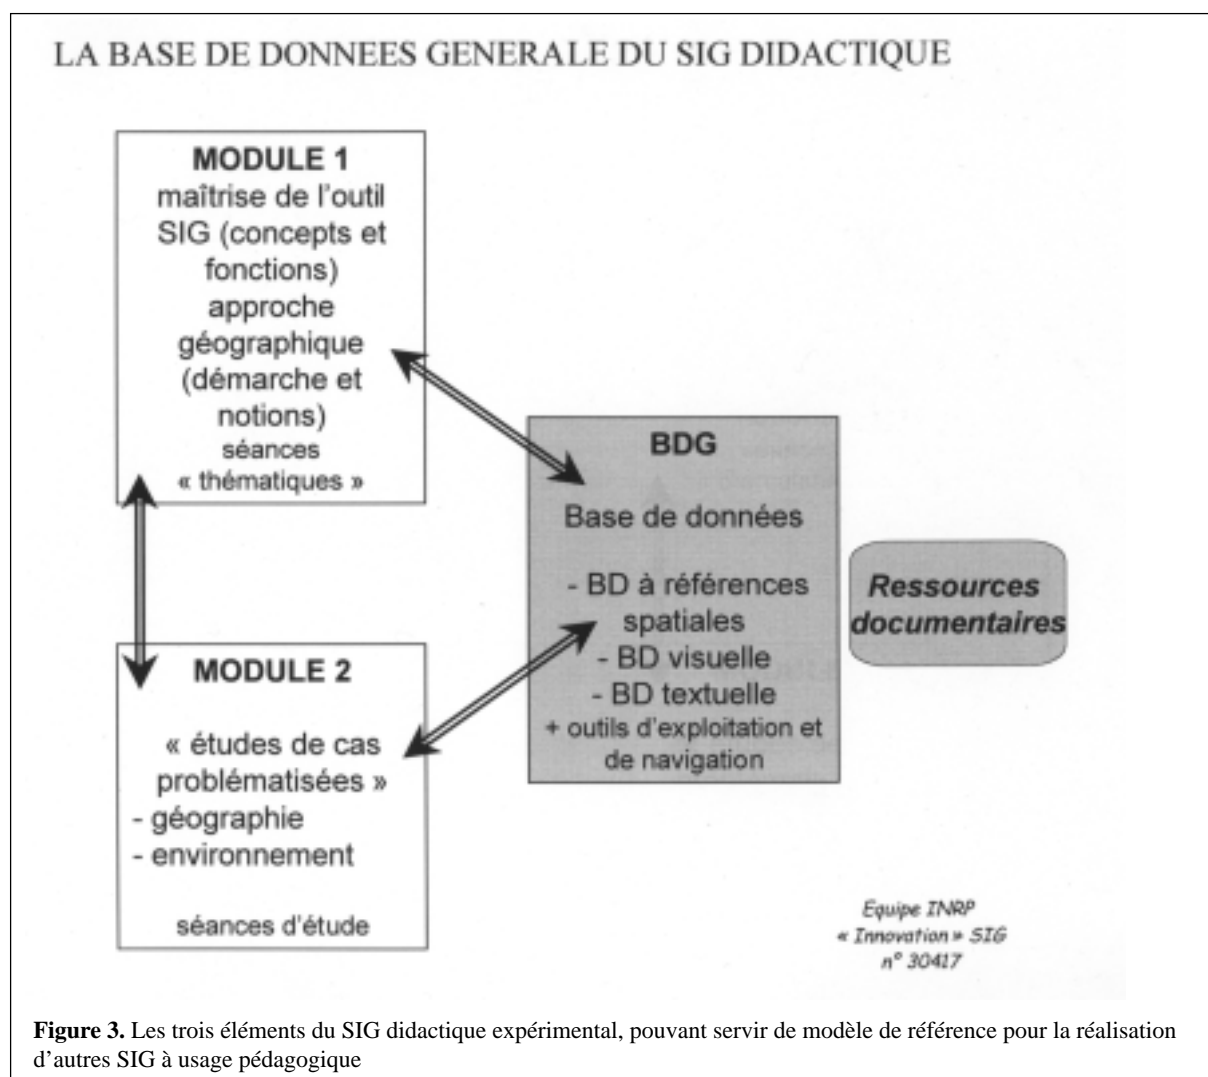 LA BASE DE DONNEES GENERALE DU SIG DIDACTIQUE
MODULE 1
maîtrise de l'outil
SIG (concepts et
fonctions)
approche
géographique
(démarche et
notions)
séances
« thématiques »
BDG
Base de données
- BD à références
spatiales
- BD visuelle
- BD textuelle
+ outils d'exploitation et
de navigation
Ressources
documentaires
MODULE 2
« études de cas
problématisées »
- géographie
- environnement
séances d'étude
Equipe INRP
« Innovation » SIG
n° 30417
Figure 3. Les trois éléments du SIG didactique expérimental, pouvant servir de modèle de référence pour la réalisation
d'autres SIG à usage pédagogique